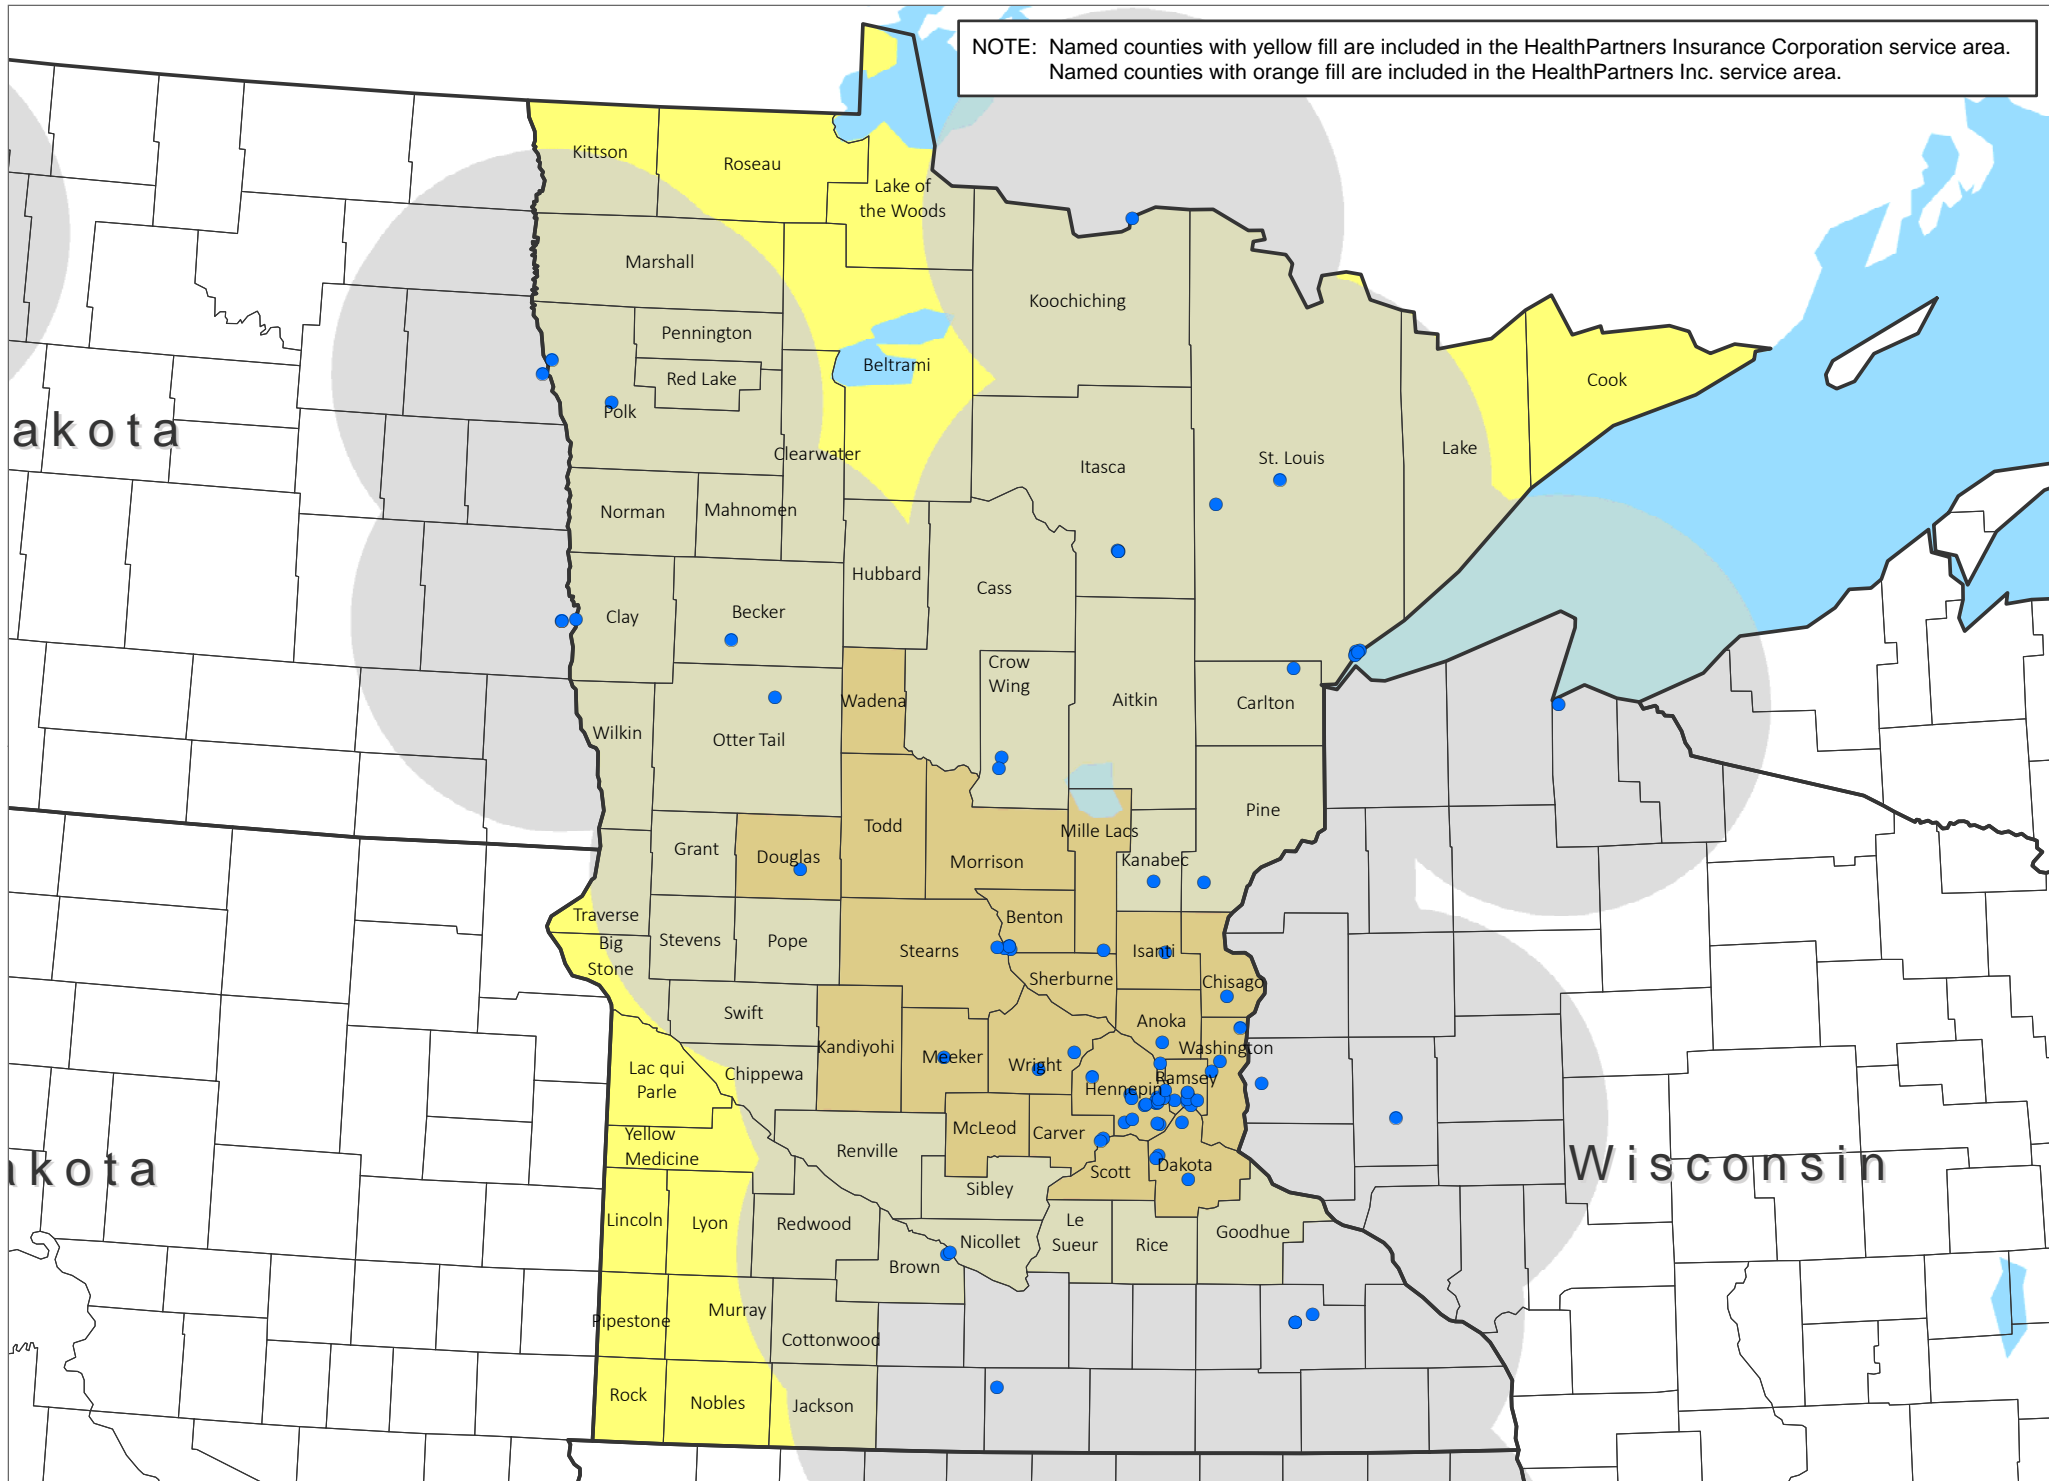 NOTE: Named counties with yellow fill are included in the HealthPartners Insurance Corporation service area.
Named counties with orange fill are included in the HealthPartners Inc. service area.
Kittson
Roseau
Lake of
the Woods
Marshall
Koochiching
Pennington
Beltrami
Red Lake
Cook
Polk
akota
Clearwater
Itasca
St. Louis
Lake
Norman
Mahnomen
Hubbard
Cass
Clay
Becker
Crow
Wing
Wadena
Aitkin
Carlton
Wilkin
Otter Tail
Pine
Todd
Mille Lacs
Grant
Douglas
Morrison
Kanabec
Traverse
Benton
Big
Stone
Stevens
Pope
Stearns
Isanti
Sherburne
Chisago
Swift
Anoka
Kandiyohi
Meeker
Wright
Washington
Lac qui
Parle
Chippewa
Hennepin
Ramsey
McLeod
Carver
Yellow
Medicine
Renville
Scott
Dakota
akota
Wisconsin
Sibley
Lincoln
Lyon
Redwood
Le
Sueur
Rice
Goodhue
Nicollet
Brown
Pipestone
Murray
Cottonwood
Rock
Nobles
Jackson